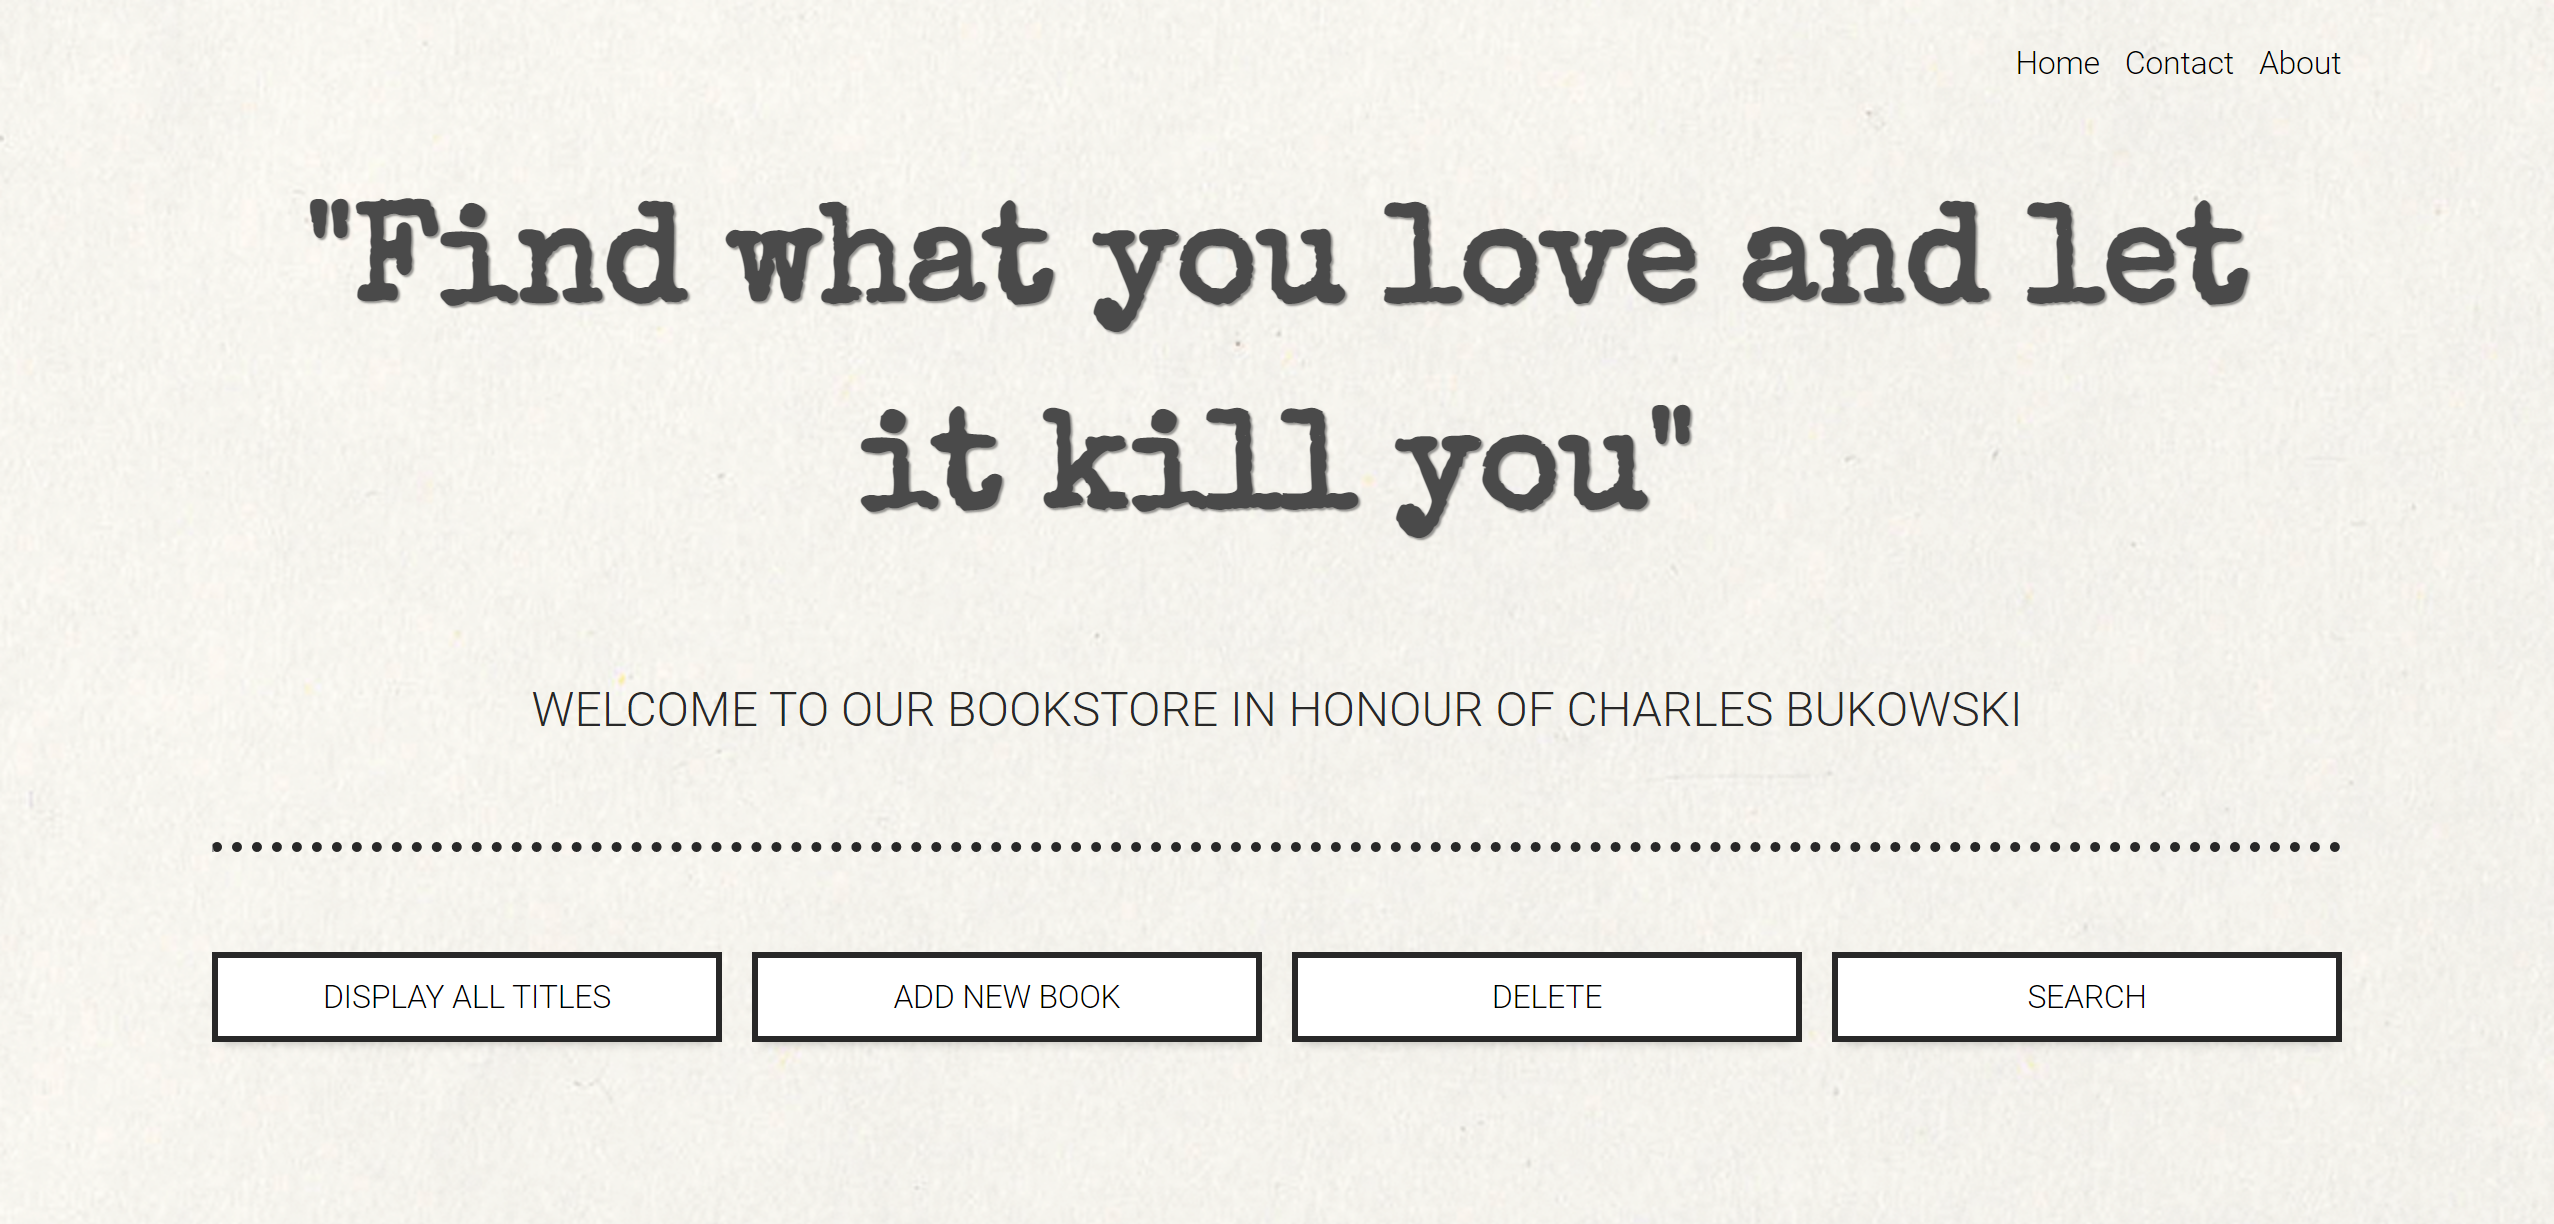 Home Contact About
"Find what you love and let
it kill you"
WELCOME TO OUR BOOKSTORE IN HONOUR OF CHARLES BUKOWSKI
DISPLAY ALL TITLES
ADD NEW BOOK
DELETE
SEARCH